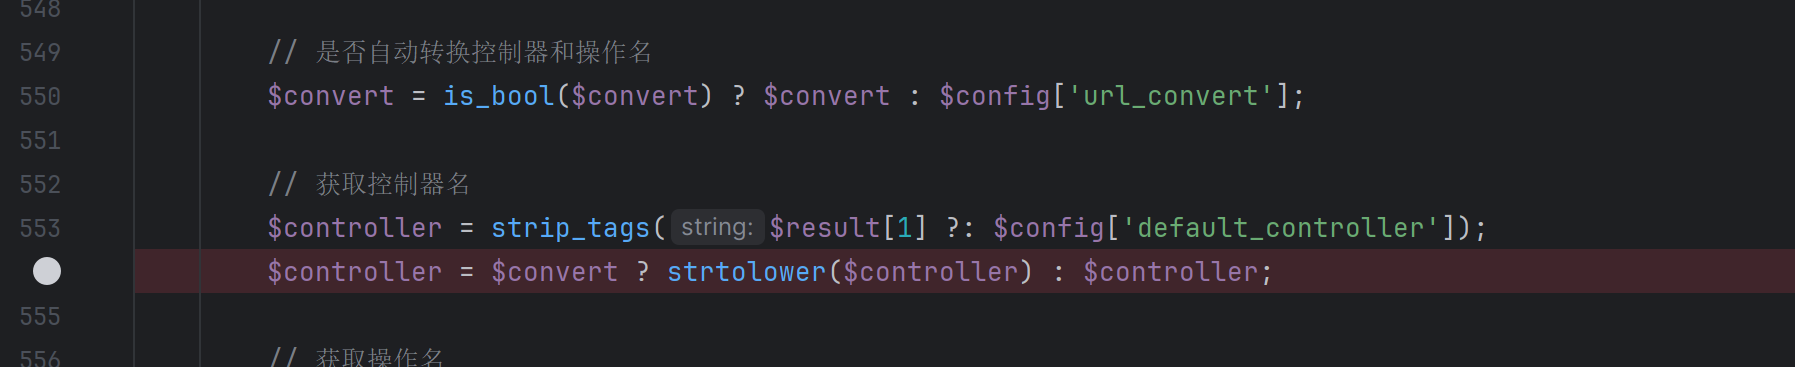 548
549 // 是否自动转换控制器和操作名
550 $convert = is_bool($convert) ? $convert : $config['url_convert'];
551
552 // 获取控制器名
553 $controller = strip_tags( string: $result[1] ?: $config['default_controller']);
$controller = $convert ? strtolower($controller) : $controller;
555
556 // 获取操作名